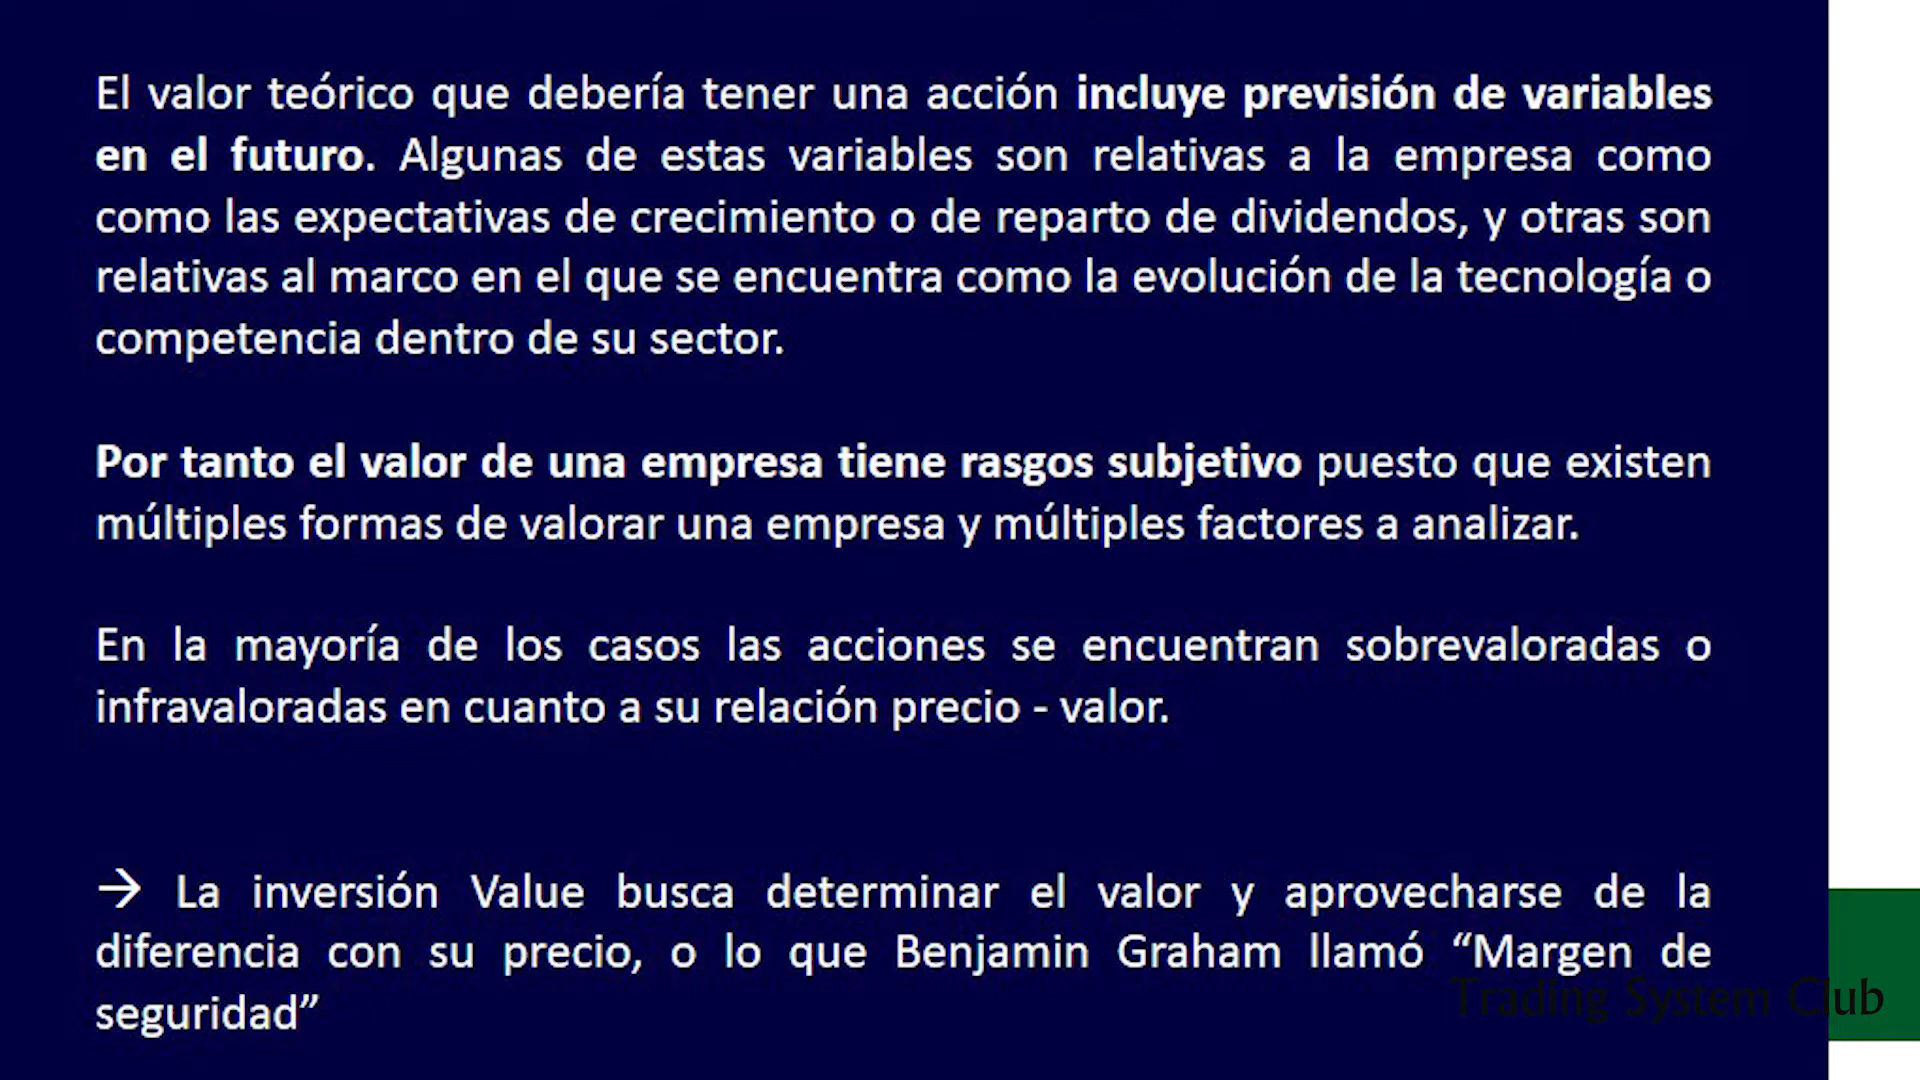 El valor teórico que debería tener una acción incluye previsión de variables
en el futuro. Algunas de estas variables son relativas a la empresa como
como las expectativas de crecimiento o de reparto de dividendos, y otras son
relativas al marco en el que se encuentra como la evolución de la tecnología o
competencia dentro de su sector.
Por tanto el valor de una empresa tiene rasgos subjetivo puesto que existen
múltiples formas de valorar una empresa y múltiples factores a analizar.
En la mayoría de los casos las acciones se encuentran sobrevaloradas o
infravaloradas en cuanto a su relación precio - valor.
→ La inversión Value busca determinar el valor y aprovecharse de la
diferencia con su precio, o lo que Benjamin Graham llamó “Margen de
seguridad”
Trading System Club